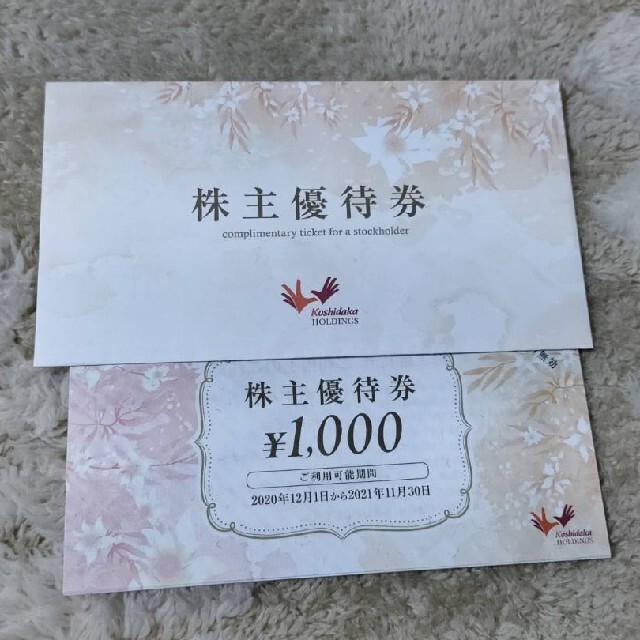 株主優待券
complimentary ticket for a stockholder
Koshidaka
HOLDINGS
株主優待券
¥1,000
ご利用可能期間
2020年12月1日から2021年11月30日
Koshidaka
HOLDINGS